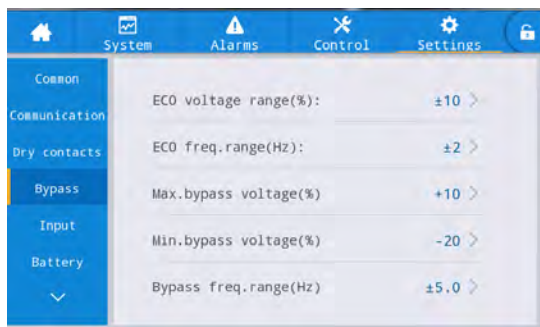 System Alarms Control Settings
Common
Communication
Dry contacts
Bypass
Input
Battery
ECO voltage range(%): ±10
ECO freq.range(Hz): ±2
Max.bypass voltage(%) +10
Min.bypass voltage(%) -20
Bypass freq.range(Hz) ±5.0